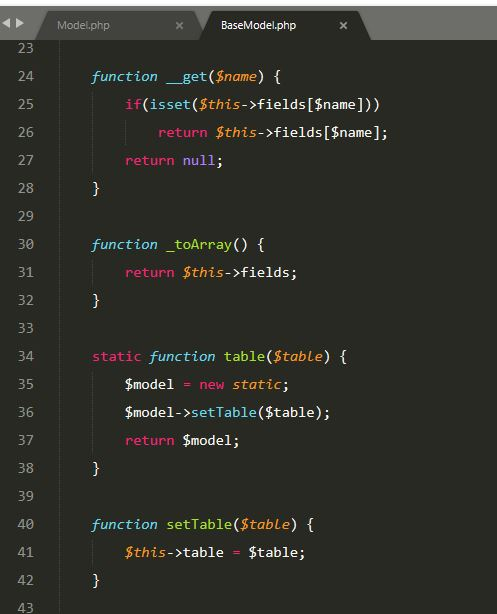 Model.php × BaseModel.php ×
23
24 function __get($name) {
25 if(isset($this->fields[$name]))
26 return $this->fields[$name];
27 return null;
28 }
29
30 function _toArray() {
31 return $this->fields;
32 }
33
34 static function table($table) {
35 $model = new static;
36 $model->setTable($table);
37 return $model;
38 }
39
40 function setTable($table) {
41 $this->table = $table;
42 }
43